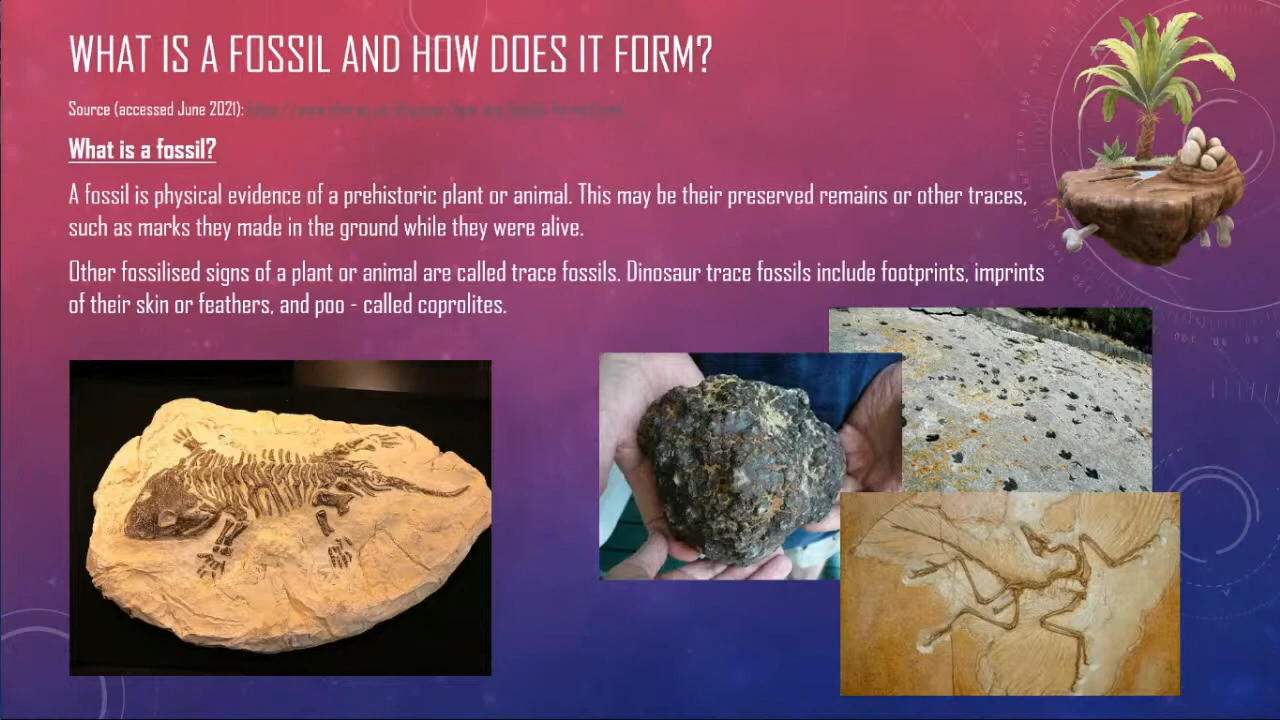 WHAT IS A FOSSIL AND HOW DOES IT FORM?
Source (accessed June 2021):
What is a fossil?
A fossil is physical evidence of a prehistoric plant or animal. This may be their preserved remains or other traces,
such as marks they made in the ground while they were alive.
Other fossilised signs of a plant or animal are called trace fossils. Dinosaur trace fossils include footprints, imprints
of their skin or feathers, and poo - called coprolites.